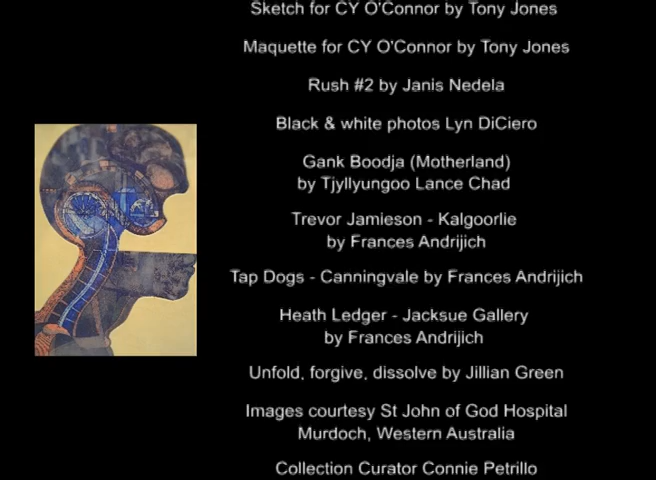 Sketch for CY O'Connor by Tony Jones
Maquette for CY O'Connor by Tony Jones
Rush #2 by Janis Nedela
Black & white photos Lyn DiCiero
Gank Boodja (Motherland)
by Tjyllyungoo Lance Chad
Trevor Jamieson - Kalgoorlie
by Frances Andrijich
Tap Dogs - Canningvale by Frances Andrijich
Heath Ledger - Jacksue Gallery
by Frances Andrijich
Unfold, forgive, dissolve by Jillian Green
Images courtesy St John of God Hospital
Murdoch, Western Australia
Collection Curator Connie Petrillo